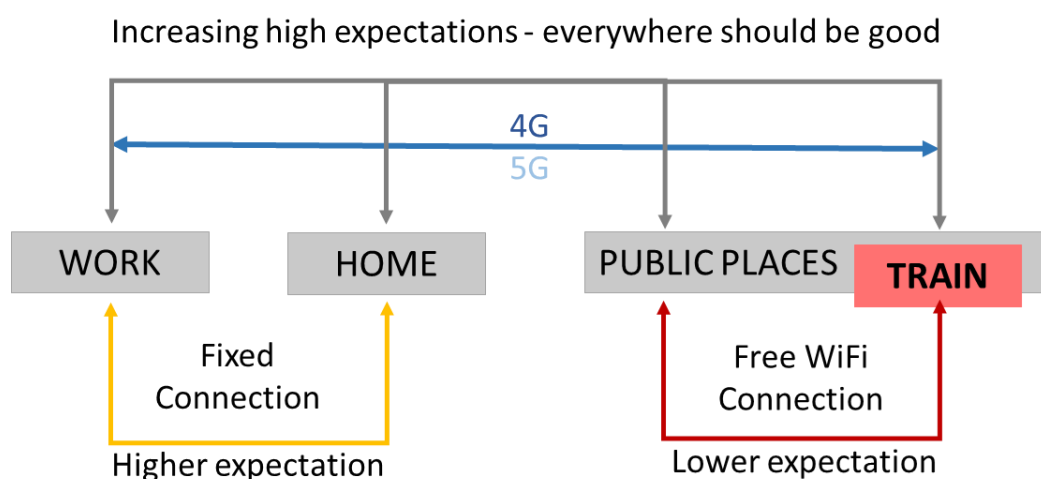 Increasing high expectations - everywhere should be good
4G
5G
WORK
HOME
PUBLIC PLACES
TRAIN
Fixed
Connection
Free WiFi
Connection
Higher expectation
Lower expectation